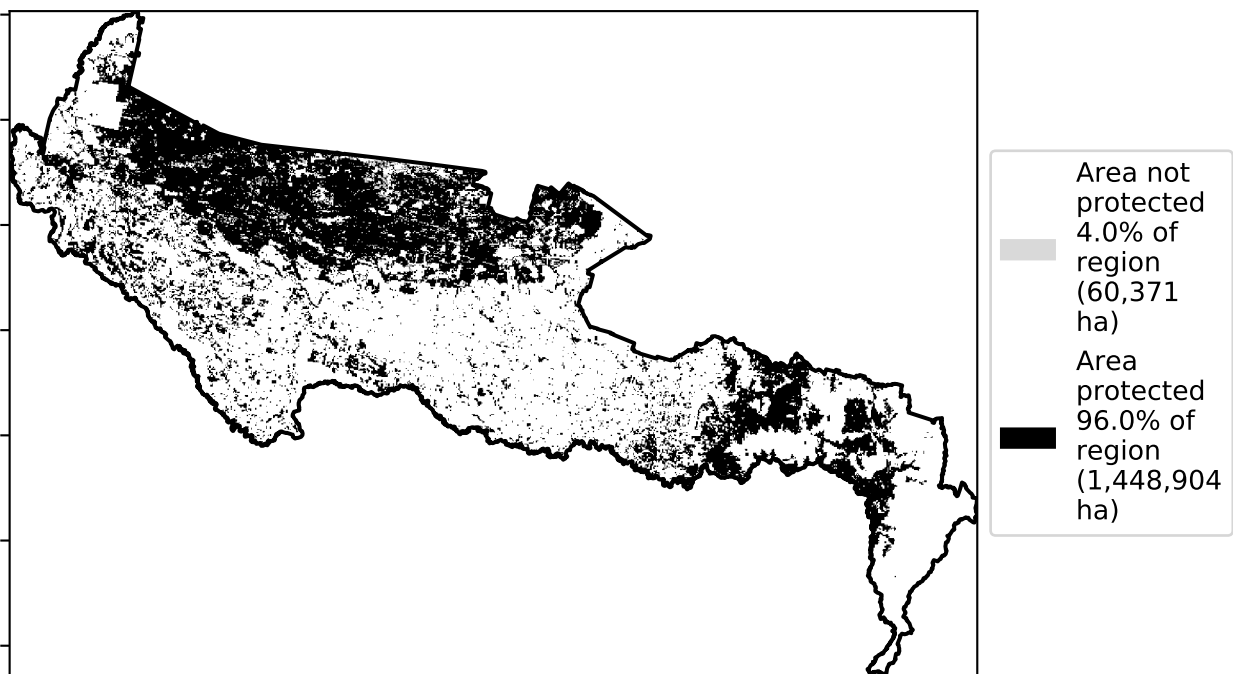 Area not
protected
4.0% of
region
(60,371
ha)
Area
protected
96.0% of
region
(1,448,904
ha)